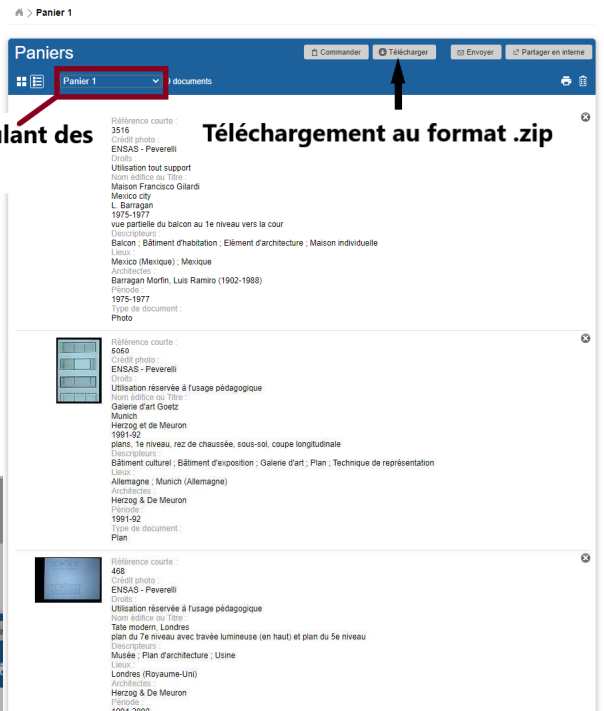 > Panier 1
Paniers
Commander
Télécharger
Envoyer
Partager en interne
Panier 1
documents
des
Téléchargement au format .zip
Référence courte :
3516
Crédit photo :
ENSAS - Peverelli
Droits :
Utilisation tout support
Nom édifice ou Titre :
Maison Francisco Gilardi
Mexico city
L. Barragan
1975-1977
vue partielle du balcon au 1e niveau vers la cour
Descripteurs :
Balcon ; Bâtiment d'habitation ; Elément d'architecture ; Maison individuelle
Lieux :
Mexico (Mexique) ; Mexique
Architectes :
Barragan Morfin, Luis Ramiro (1902-1988)
Période :
1975-1977
Type de document :
Photo
Référence courte :
5050
Crédit photo :
ENSAS - Peverelli
Droits :
Utilisation réservée à l'usage pédagogique
Nom édifice ou Titre :
Galerie d'art Goetz
Munich
Herzog et de Meuron
1991-92
plans, 1e niveau, rez de chaussée, sous-sol, coupe longitudinale
Descripteurs :
Bâtiment culturel ; Bâtiment d'exposition ; Galerie d'art ; Plan ; Technique de représentation
Lieux :
Allemagne ; Munich (Allemagne)
Architectes :
Herzog & De Meuron
Période :
1991-92
Type de document :
Plan
Référence courte :
468
Crédit photo :
ENSAS - Peverelli
Droits :
Utilisation réservée à l'usage pédagogique
Nom édifice ou Titre :
Tate modern, Londres
plan du 7e niveau avec travée lumineuse (en haut) et plan du 5e niveau
Descripteurs :
Musée ; Plan d'architecture ; Usine
Lieux :
Londres (Royaume-Uni)
Architectes :
Herzog & De Meuron
Période :
1994-2000